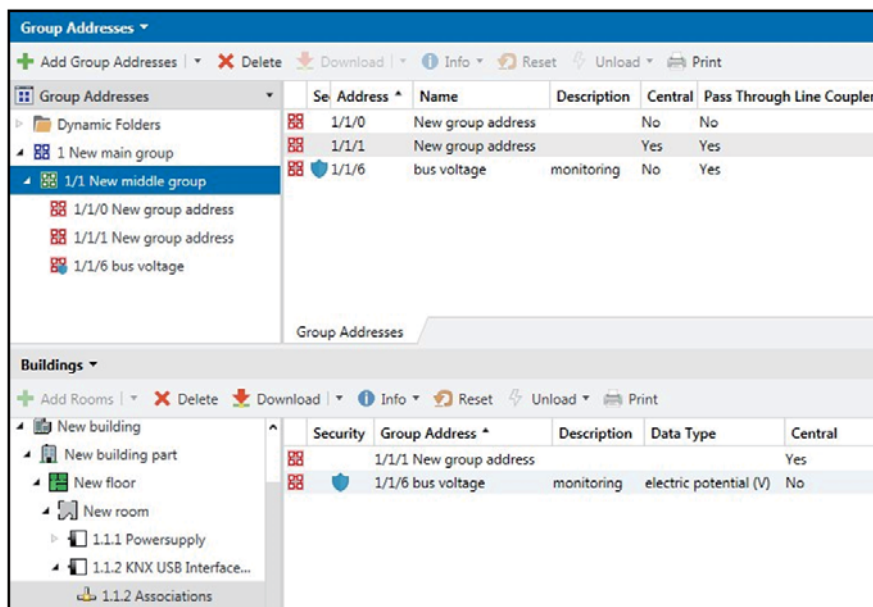 Group Addresses
Add Group Addresses Delete Download Info Reset Unload Print
Group Addresses
Dynamic Folders
1 New main group
1/1 New middle group
1/1/0 New group address
1/1/1 New group address
1/1/6 bus voltage
Se Address Name Description Central Pass Through Line Coupler
1/1/0 New group address No No
1/1/1 New group address Yes Yes
1/1/6 bus voltage monitoring No Yes
Group Addresses
Buildings
Add Rooms Delete Download Info Reset Unload Print
New building
New building part
New floor
New room
1.1.1 Powersupply
1.1.2 KNX USB Interface...
1.1.2 Associations
Security Group Address Description Data Type Central
1/1/1 New group address Yes
1/1/6 bus voltage monitoring electric potential (V) No